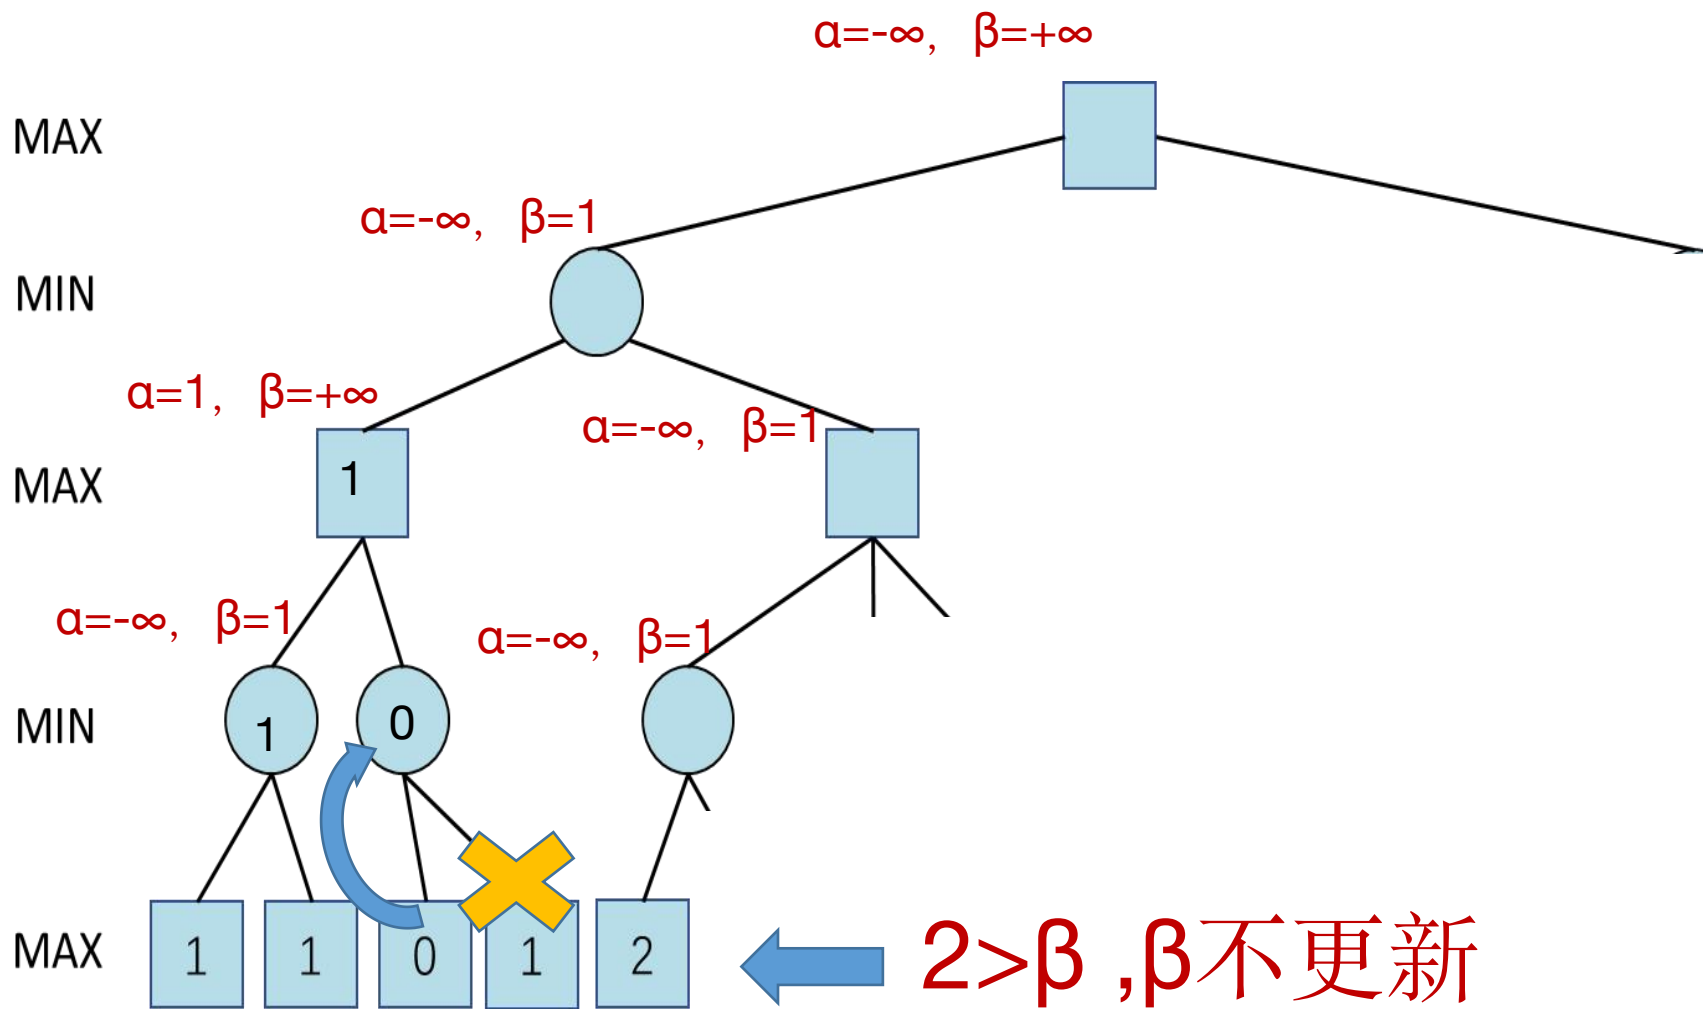 α=-∞, β=+∞
MAX
α=-∞, β=1
MIN
α=1, β=+∞
α=-∞, β=1
MAX
1
α=-∞, β=1
α=-∞, β=1
MIN
1
0
MAX
1
1
0
1
2
2>β ,β不更新